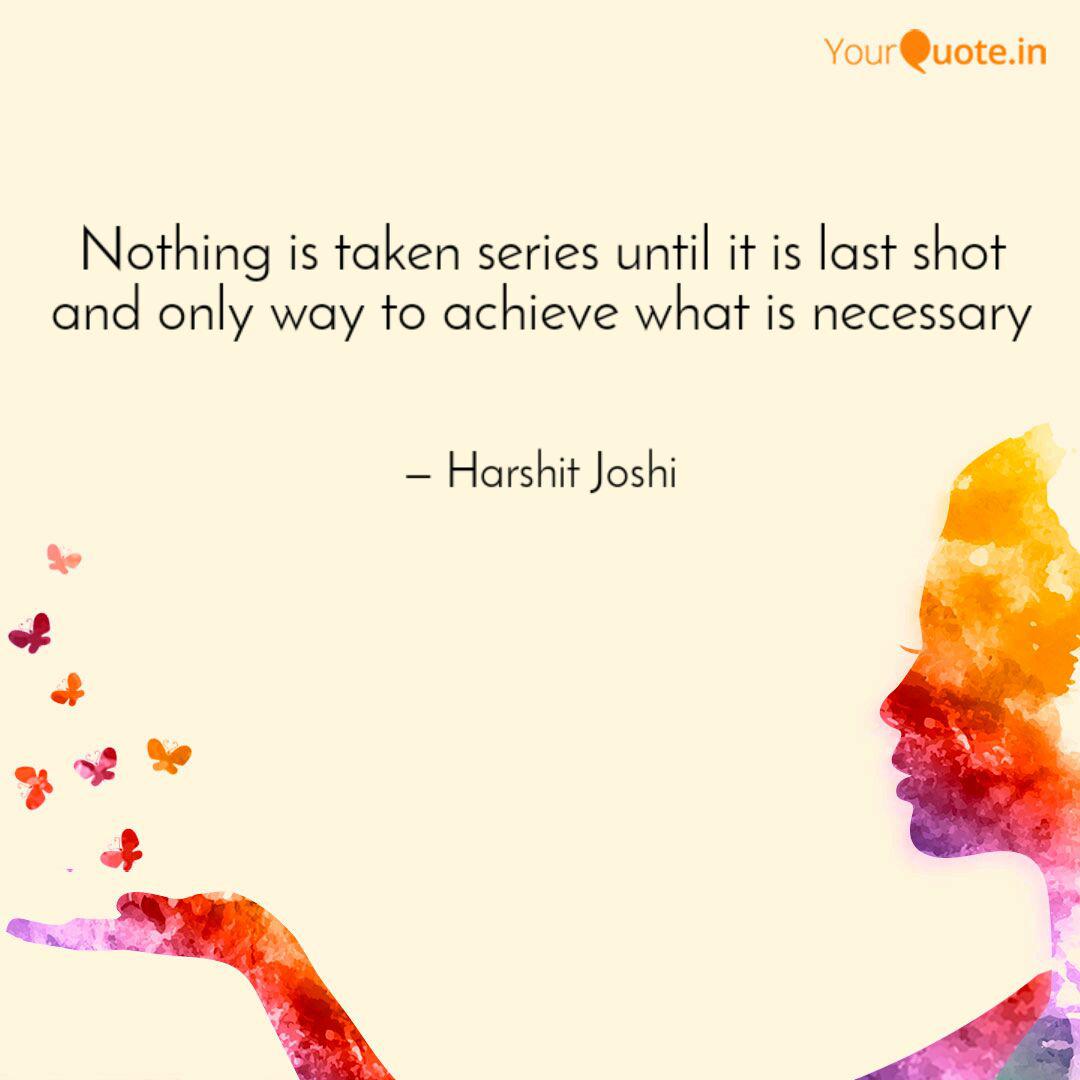 YourQuote.in
Nothing is taken series until it is last shot
and only way to achieve what is necessary
– Harshit Joshi